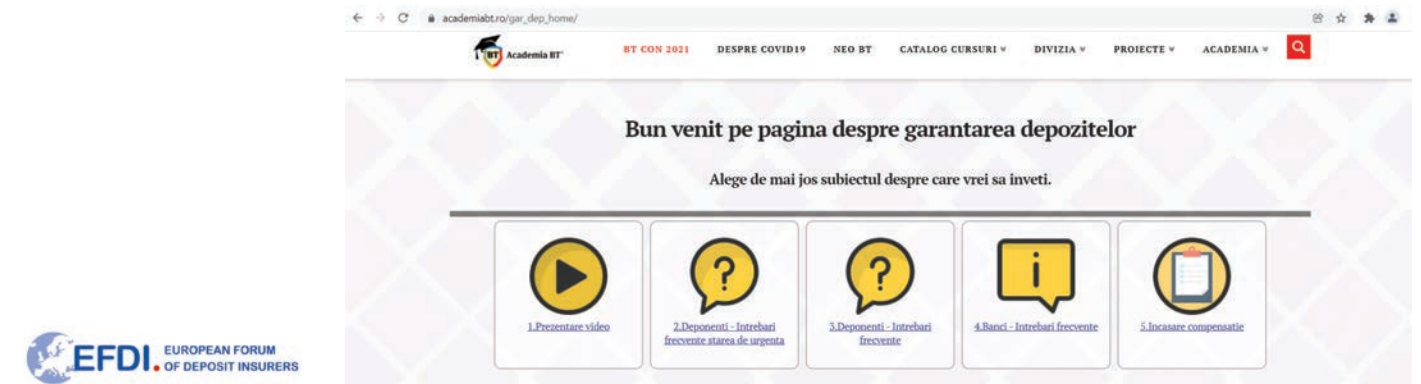 academiabt.ro/gar_dep_home/
BT Academia BT
BT CON 2021 DESPRE COVID19 NEO BT CATALOG CURSURI DIVIZIA PROIECTE ACADEMIA
Bun venit pe pagina despre garantarea depozitelor
Alege de mai jos subiectul despre care vrei sa inveti.
1.Prezentare video
2.Deponenti - Intrebari
frecvente starea de urgenta
3.Deponenti - Intrebari
frecvente
4.Banci - Intrebari frecvente
5.Incasare compensatie
EFDI. EUROPEAN FORUM
OF DEPOSIT INSURERS